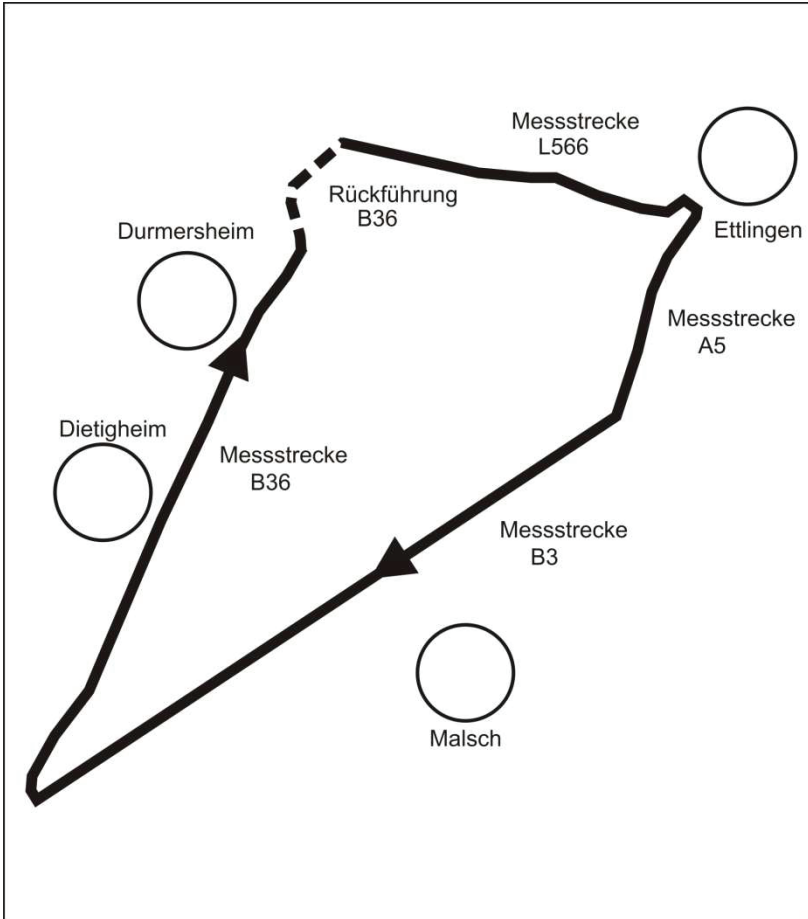 Messstrecke
L566
Rückführung
B36
Ettlingen
Durmersheim
Messstrecke
A5
Dietigheim
Messstrecke
B36
Messstrecke
B3
Malsch